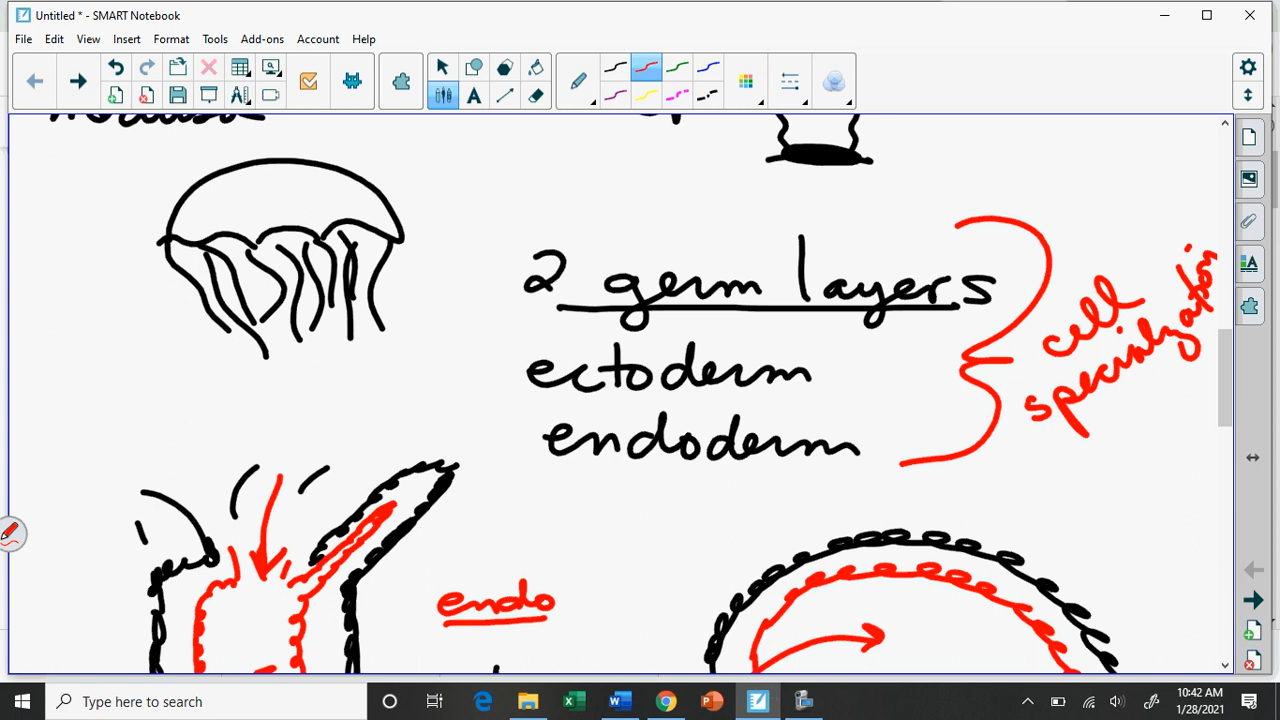 Untitled * - SMART Notebook
File Edit View Insert Format Tools Add-ons Account Help
2 germ layers
ectoderm
endoderm
cell
specialization
endo
Type here to search
10:42 AM
1/28/2021